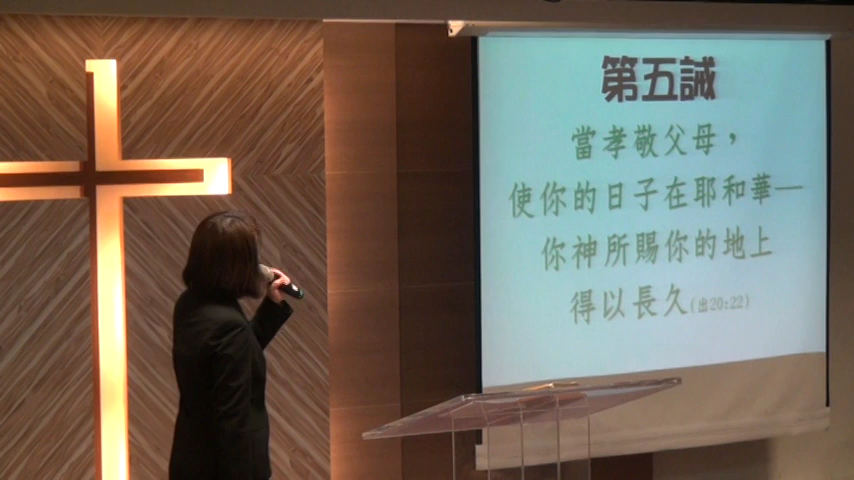 第五誡
當孝敬父母，
使你的日子在耶和華—
你神所賜你的地上
得以長久(出20:22)